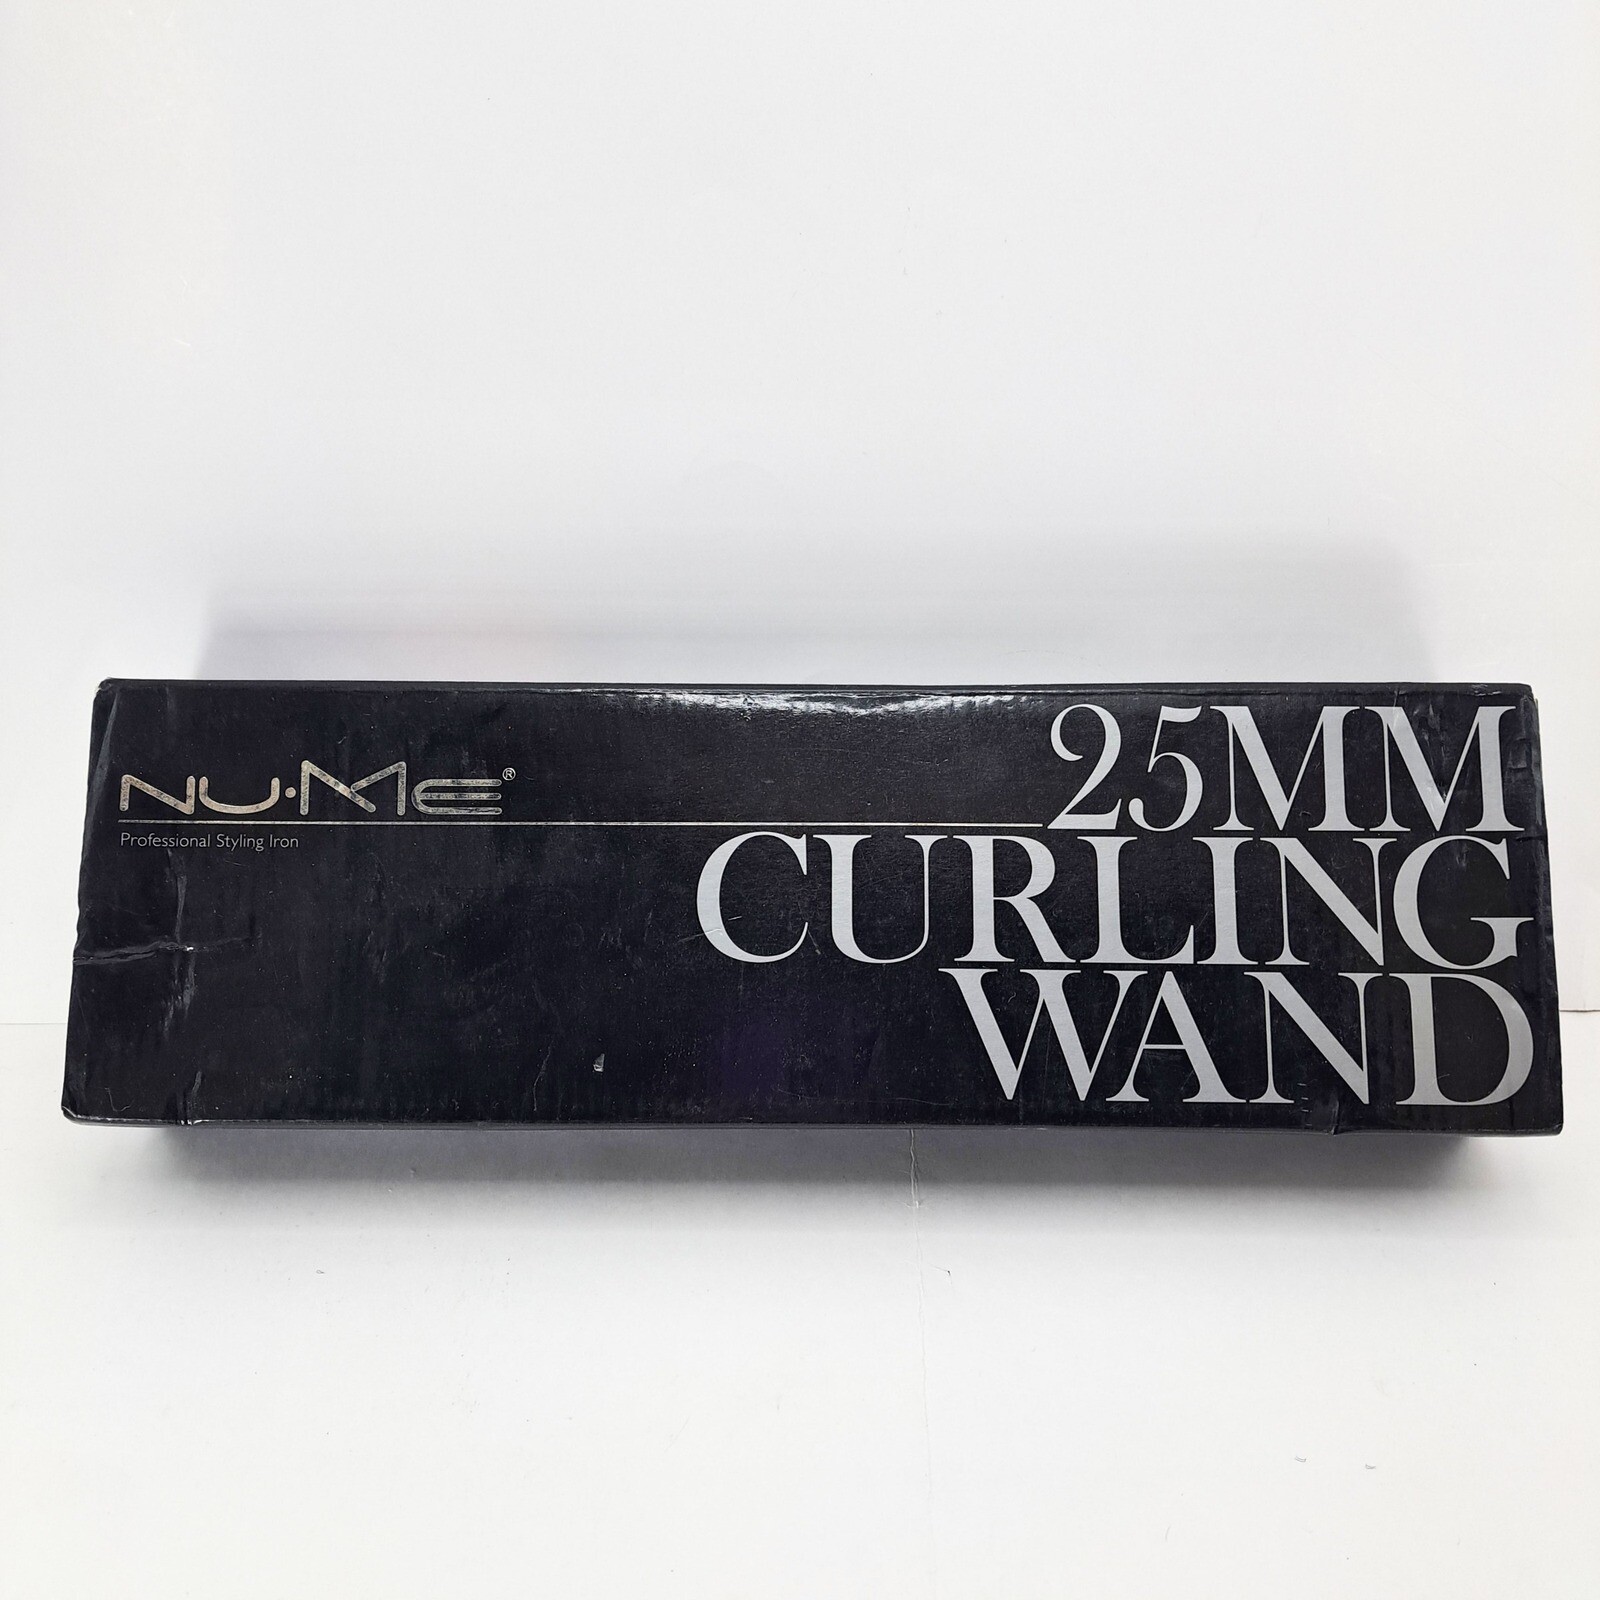 NU·ME®
Professional Styling Iron
25MM
CURLING
WAND